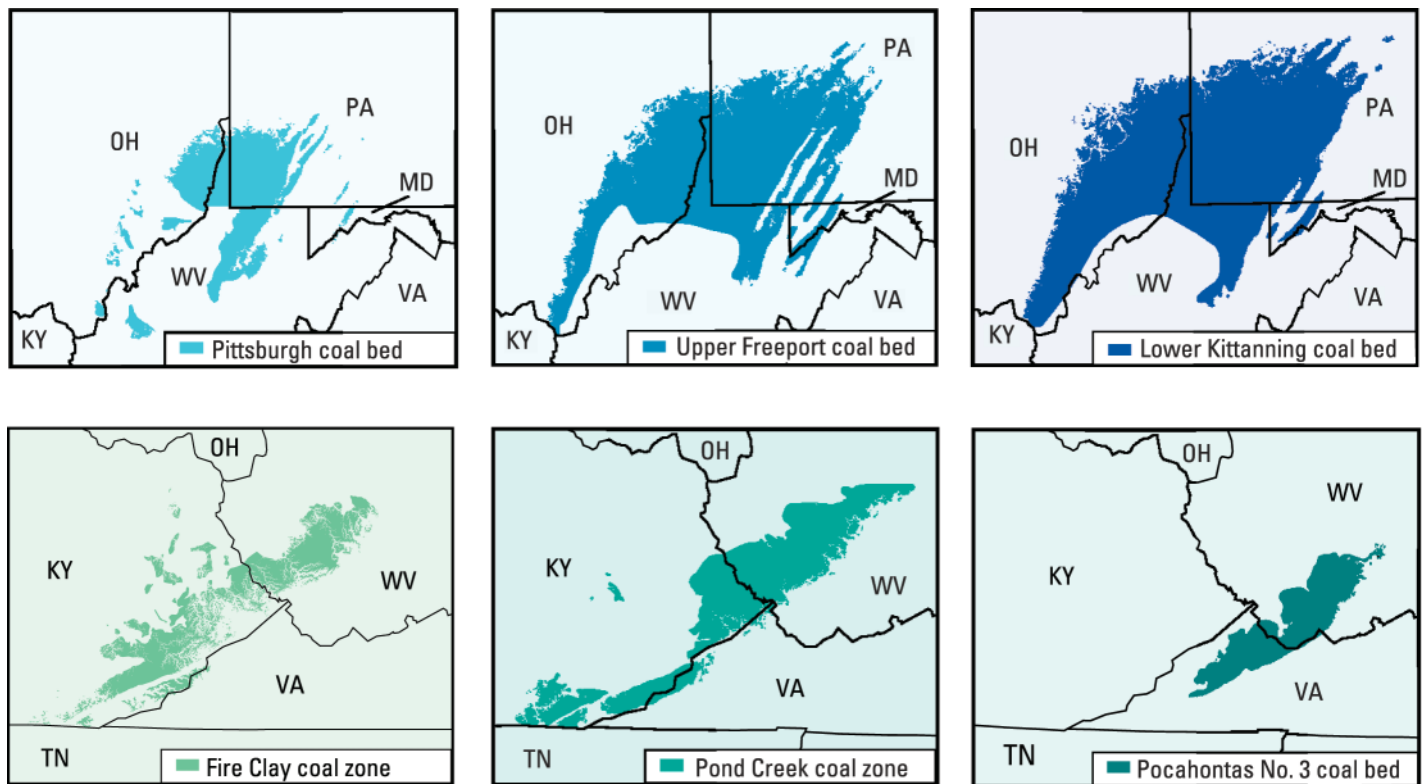 PA
OH
MD
WV
VA
KY
Pittsburgh coal bed
PA
OH
MD
WV
VA
KY
Upper Freeport coal bed
OH
PA
MD
WV
VA
KY
Lower Kittanning coal bed
OH
KY
WV
VA
TN
Fire Clay coal zone
OH
KY
WV
VA
TN
Pond Creek coal zone
OH
WV
KY
VA
TN
Pocahontas No. 3 coal bed